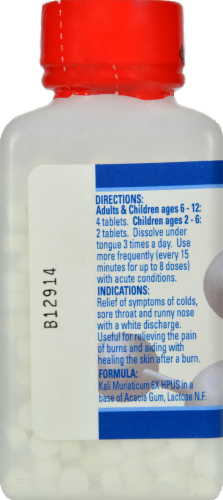 DIRECTIONS:
Adults & Children ages 6 - 12:
4 tablets. Children ages 2 - 6:
2 tablets. Dissolve under
tongue 3 times a day. Use
more frequently (every 15
minutes for up to 8 doses)
with acute conditions.
INDICATIONS:
Relief of symptoms of colds,
sore throat and runny nose
with a white discharge.
Useful for relieving the pain
of burns and aiding with
healing the skin after a burn.
FORMULA:
Kali Muriaticum 6X HPUS in a
base of Acacia Gum, Lactose N.F.
B12914